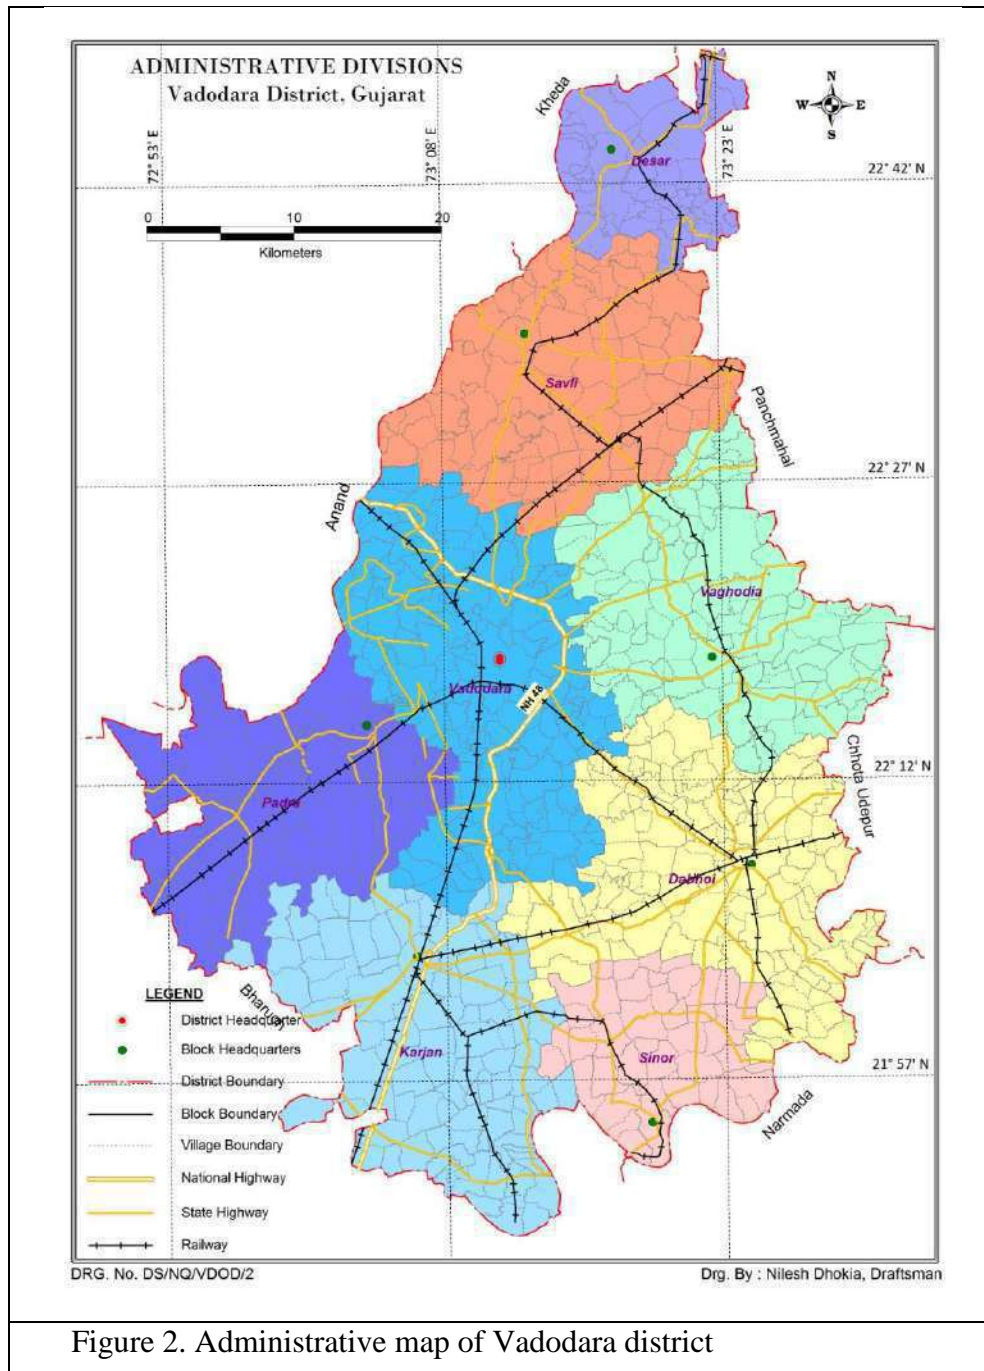 ADMINISTRATIVE DIVISIONS
Vadodara District, Gujarat
N
W E
S
72° 53' E
73° 08' E
73° 23' E
0 10 20
Kilometers
Kheda
Desar
22° 42' N
Savli
Panchmahal
22° 27' N
Anand
Vaghodia
Vadodara
NH 48
Chhota Udepur
22° 12' N
Padra
Dabhoi
Bharuch
Karjan
Sinor
21° 57' N
Narmada
LEGEND
District Headquarter
Block Headquarters
District Boundary
Block Boundary
Village Boundary
National Highway
State Highway
Railway
DRG. No. DS/NQ/VDOD/2
Drg. By : Nilesh Dhokia, Draftsman
Figure 2. Administrative map of Vadodara district